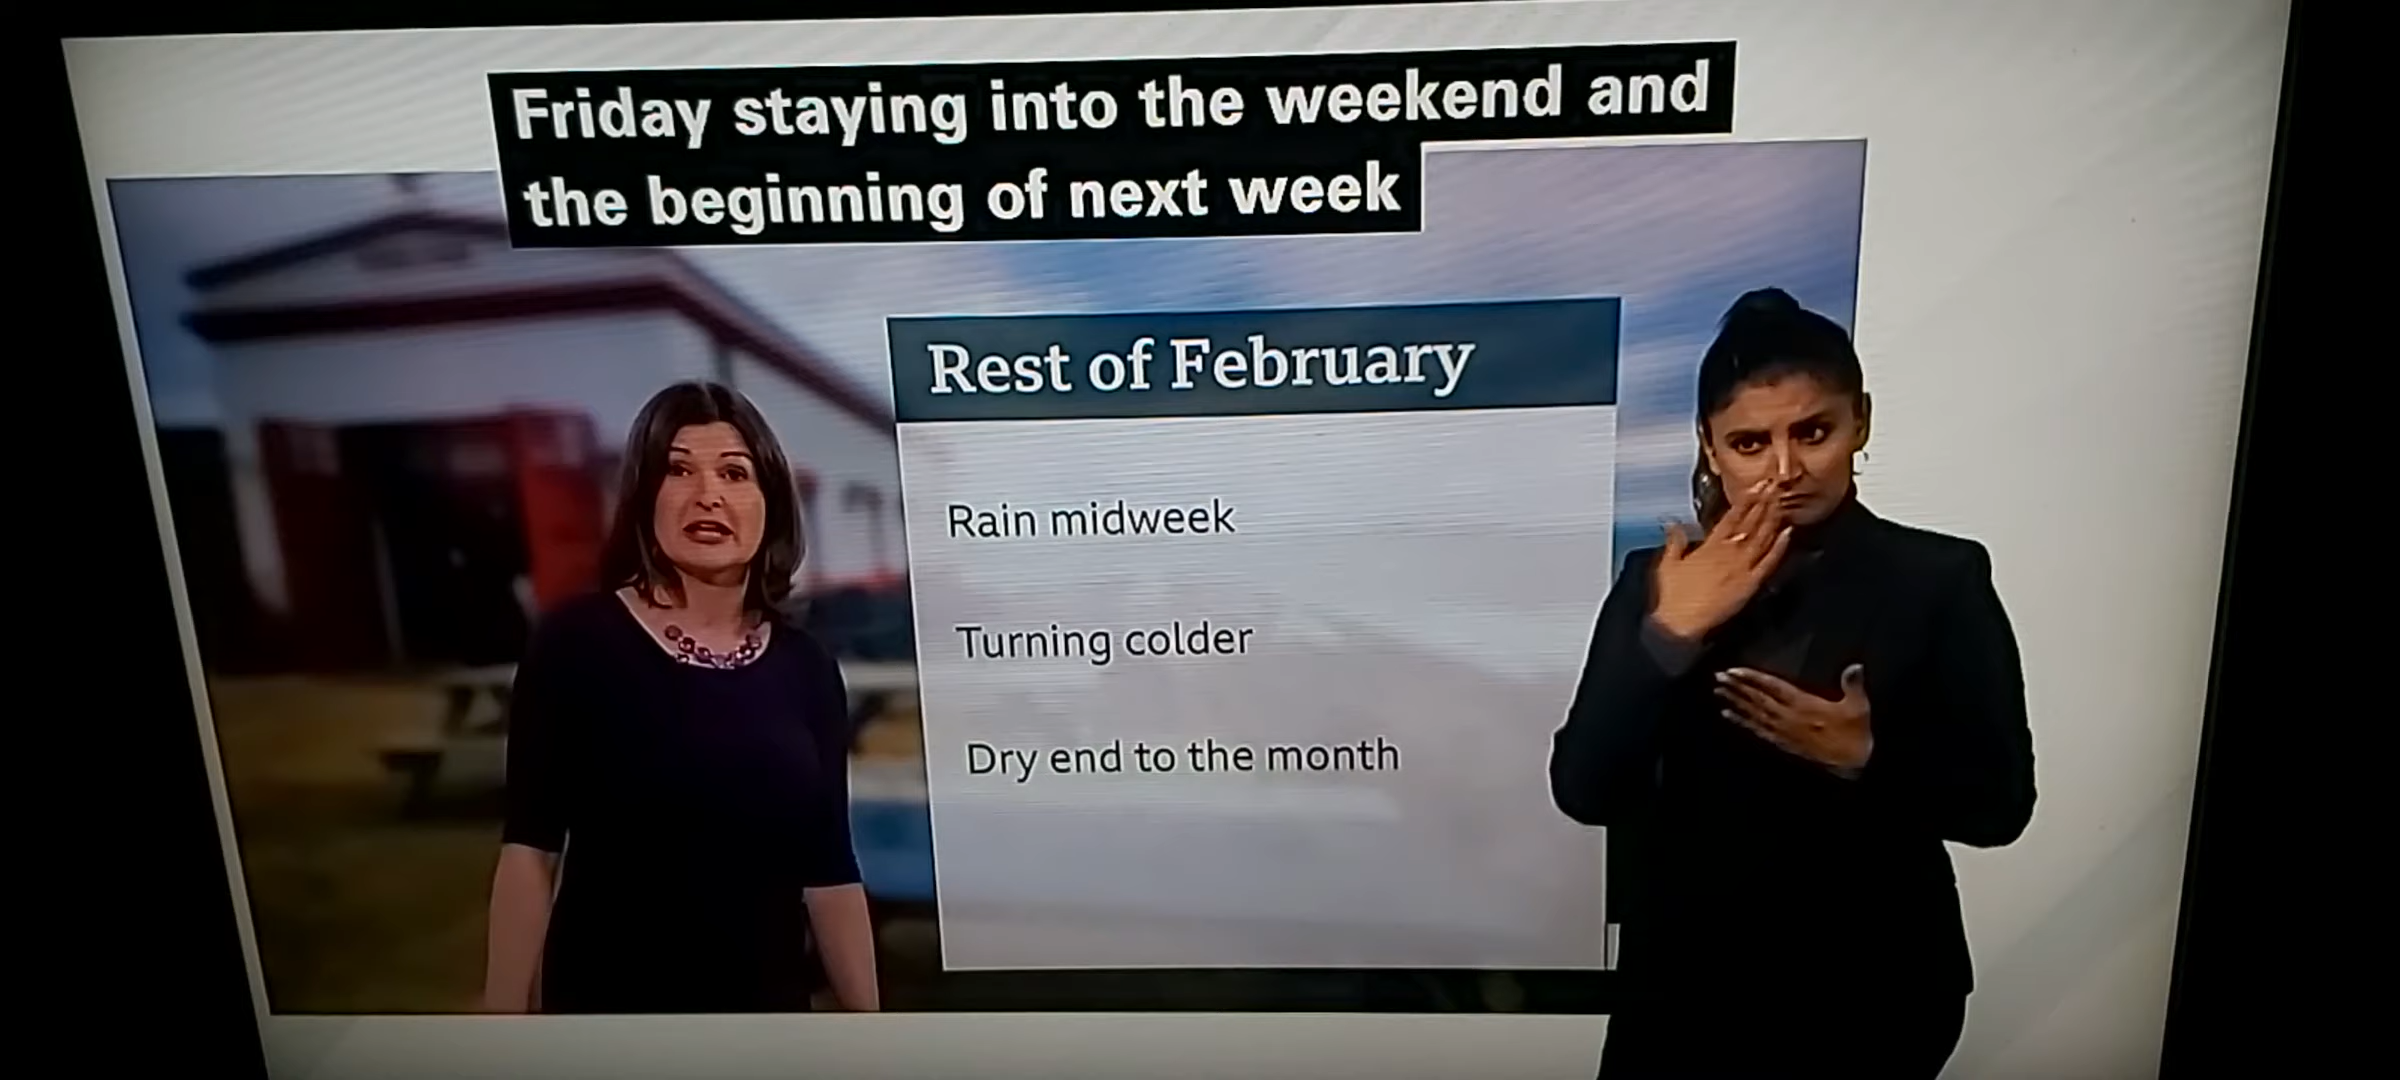 Friday staying into the weekend and
the beginning of next week
Rest of February
Rain midweek
Turning colder
Dry end to the month